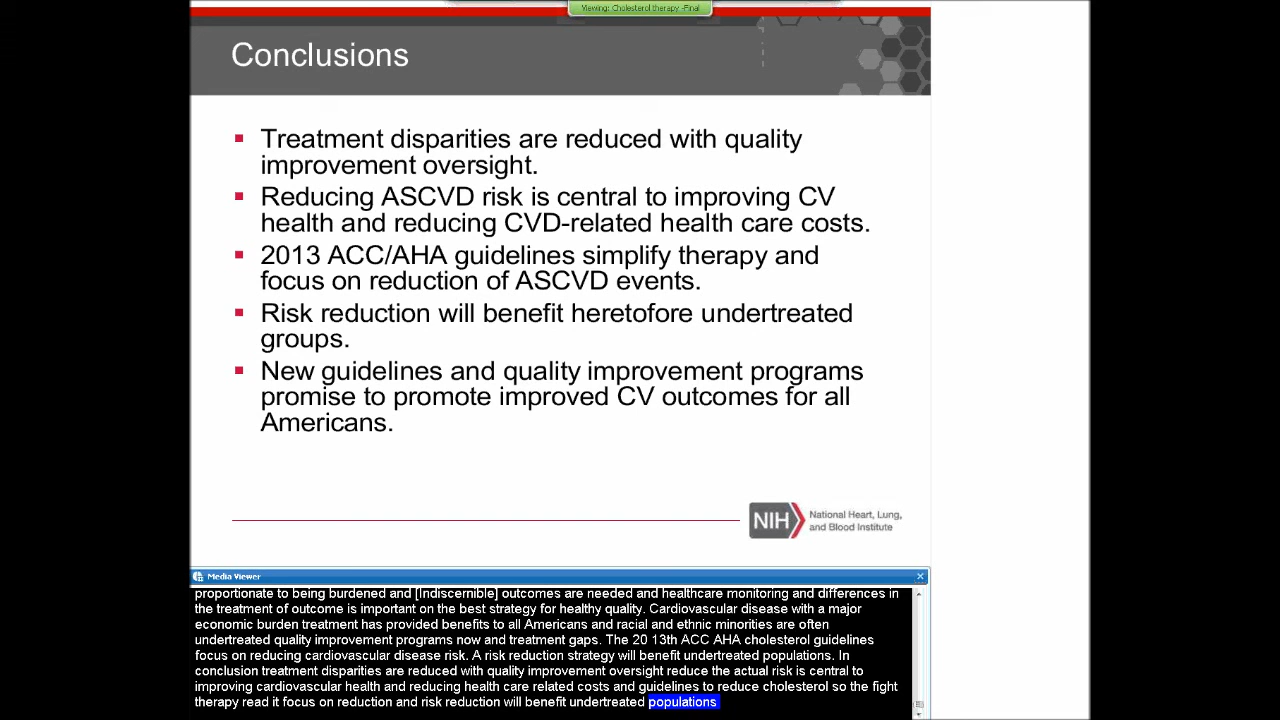 Viewing: Cholesterol therapy -Final
Conclusions
Treatment disparities are reduced with quality
improvement oversight.
Reducing ASCVD risk is central to improving CV
health and reducing CVD-related health care costs.
2013 ACC/AHA guidelines simplify therapy and
focus on reduction of ASCVD events.
Risk reduction will benefit heretofore undertreated
groups.
New guidelines and quality improvement programs
promise to promote improved CV outcomes for all
Americans.
NIH
National Heart, Lung,
and Blood Institute
Media Viewer
proportionate to being burdened and [Indiscernible] outcomes are needed and healthcare monitoring and differences in
the treatment of outcome is important on the best strategy for healthy quality. Cardiovascular disease with a major
economic burden treatment has provided benefits to all Americans and racial and ethnic minorities are often
undertreated quality improvement programs now and treatment gaps. The 20 13th ACC AHA cholesterol guidelines
focus on reducing cardiovascular disease risk. A risk reduction strategy will benefit undertreated populations. In
conclusion treatment disparities are reduced with quality improvement oversight reduce the actual risk is central to
improving cardiovascular health and reducing health care related costs and guidelines to reduce cholesterol so the fight
therapy read it focus on reduction and risk reduction will benefit undertreated populations